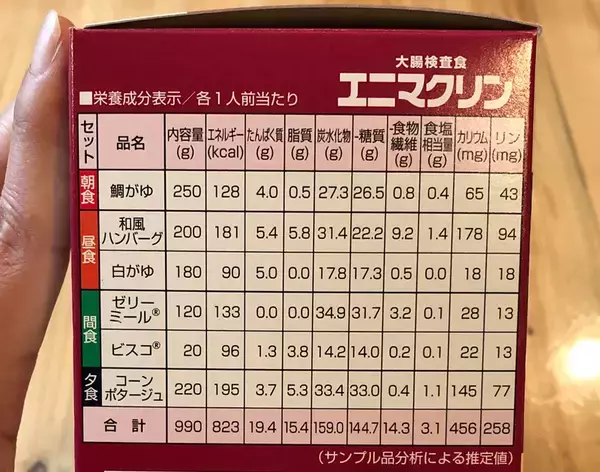 大腸検査食
エニマクリン
■栄養成分表示／各1人前当たり
セット 品名 内容量(g) エネルギー(kcal) たんぱく質(g) 脂質(g) 炭水化物(g) -糖質(g) -食物繊維(g) 食塩相当量(g) カリウム(mg) リン(mg)
朝食 鯛がゆ 250 128 4.0 0.5 27.3 26.5 0.8 0.4 65 43
昼食 和風ハンバーグ 200 181 5.4 5.8 31.4 22.2 9.2 1.4 178 94
白がゆ 180 90 5.0 0.0 17.8 17.3 0.5 0.0 18 18
間食 ゼリーミール® 120 133 0.0 0.0 34.9 31.7 3.2 0.1 28 13
ビスコ® 20 96 1.3 3.8 14.2 14.0 0.2 0.1 22 13
夕食 コーンポタージュ 220 195 3.7 5.3 33.4 33.0 0.4 1.1 145 77
合計 990 823 19.4 15.4 159.0 144.7 14.3 3.1 456 258
(サンプル品分析による推定値)